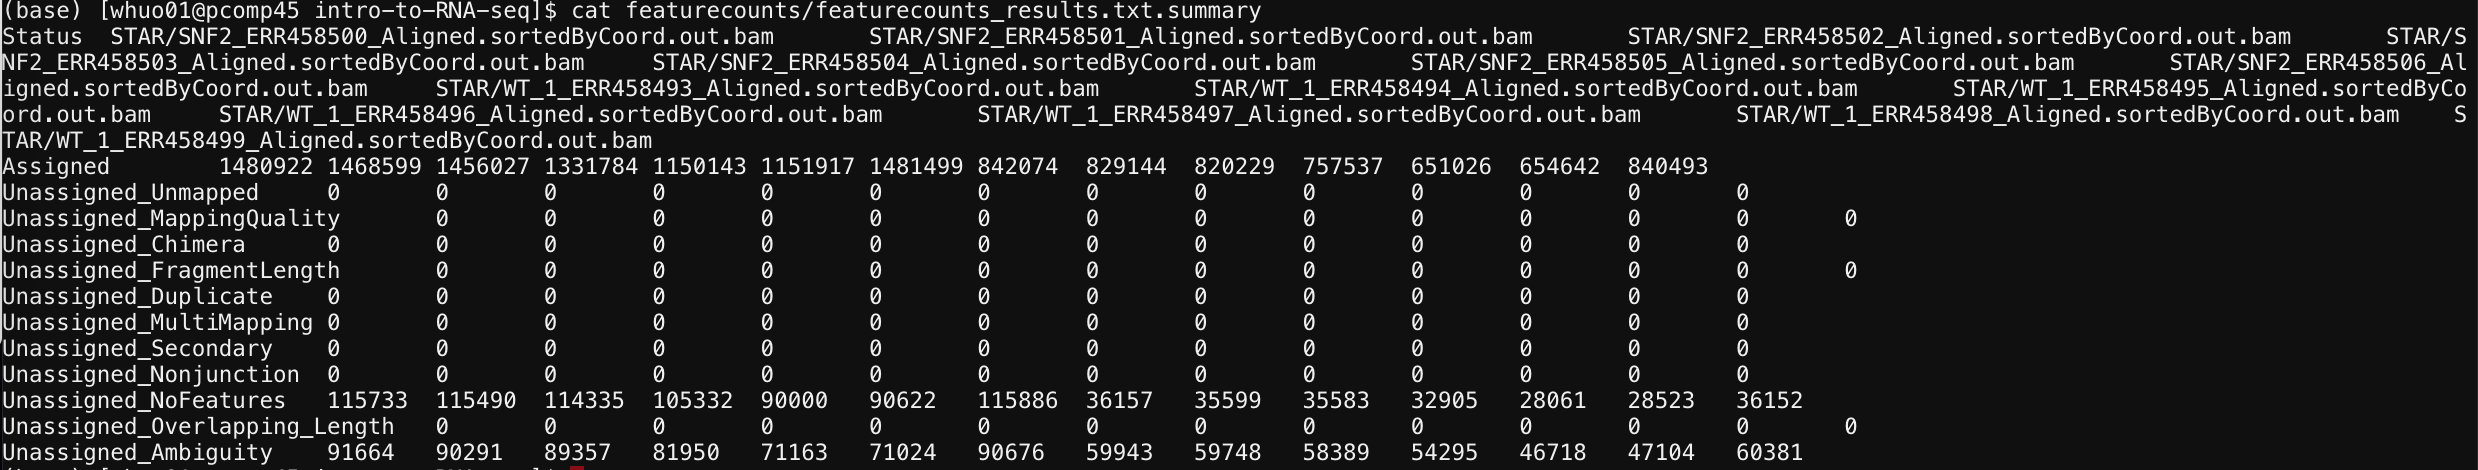 (base) [whuo01@pcomp45 intro-to-RNA-seq]$ cat featurecounts/featurecounts_results.txt.summary
Status  STAR/SNF2_ERR458500_Aligned.sortedByCoord.out.bam       STAR/SNF2_ERR458501_Aligned.sortedByCoord.out.bam       STAR/SNF2_ERR458502_Aligned.sortedByCoord.out.bam       STAR/S
NF2_ERR458503_Aligned.sortedByCoord.out.bam     STAR/SNF2_ERR458504_Aligned.sortedByCoord.out.bam       STAR/SNF2_ERR458505_Aligned.sortedByCoord.out.bam       STAR/SNF2_ERR458506_Al
igned.sortedByCoord.out.bam     STAR/WT_1_ERR458493_Aligned.sortedByCoord.out.bam       STAR/WT_1_ERR458494_Aligned.sortedByCoord.out.bam       STAR/WT_1_ERR458495_Aligned.sortedByCo
ord.out.bam     STAR/WT_1_ERR458496_Aligned.sortedByCoord.out.bam       STAR/WT_1_ERR458497_Aligned.sortedByCoord.out.bam       STAR/WT_1_ERR458498_Aligned.sortedByCoord.out.bam    S
TAR/WT_1_ERR458499_Aligned.sortedByCoord.out.bam
Assigned        1480922 1468599 1456027 1331784 1150143 1151917 1481499 842074  829144  820229  757537  651026  654642  840493
Unassigned_Unmapped     0       0       0       0       0       0       0       0       0       0       0       0       0       0
Unassigned_MappingQuality       0       0       0       0       0       0       0       0       0       0       0       0       0       0
Unassigned_Chimera      0       0       0       0       0       0       0       0       0       0       0       0       0       0
Unassigned_FragmentLength       0       0       0       0       0       0       0       0       0       0       0       0       0       0
Unassigned_Duplicate    0       0       0       0       0       0       0       0       0       0       0       0       0       0
Unassigned_MultiMapping 0       0       0       0       0       0       0       0       0       0       0       0       0       0
Unassigned_Secondary    0       0       0       0       0       0       0       0       0       0       0       0       0       0
Unassigned_Nonjunction  0       0       0       0       0       0       0       0       0       0       0       0       0       0
Unassigned_NoFeatures   115733  115490  114335  105332  90000   90622   115886  36157   35599   35583   32905   28061   28523   36152
Unassigned_Overlapping_Length   0       0       0       0       0       0       0       0       0       0       0       0       0       0
Unassigned_Ambiguity    91664   90291   89357   81950   71163   71024   90676   59943   59748   58389   54295   46718   47104   60381